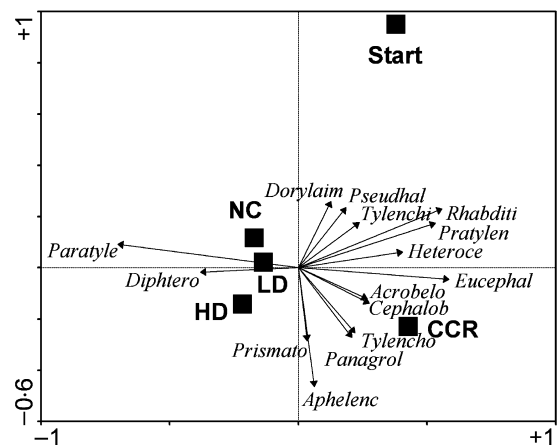 +1
Start
Dorylaim
Pseudhal
NC
Tylenchi
Rhabditi
Pratylen
Paratyle
Heteroce
Diphtero
LD
Eucephal
Acrobelo
HD
Cephalob
CCR
Prismato
Tylencho
Panagrol
Aphelenc
−0·6
−1
+1